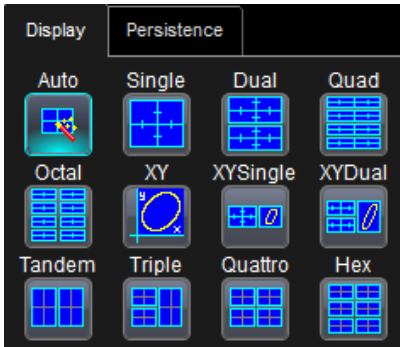 Display Persistence
Auto Single Dual Quad
Octal XY XYSingle XYDual
y
x
Tandem Triple Quattro Hex